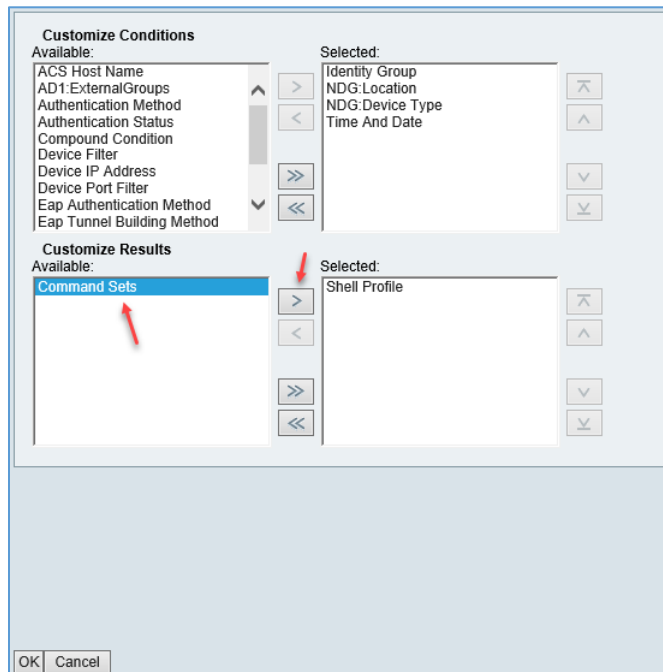 Customize Conditions
Available:
Selected:
ACS Host Name
AD1:ExternalGroups
Authentication Method
Authentication Status
Compound Condition
Device Filter
Device IP Address
Device Port Filter
Eap Authentication Method
Eap Tunnel Building Method
Identity Group
NDG:Location
NDG:Device Type
Time And Date
Customize Results
Available:
Selected:
Command Sets
Shell Profile
OK
Cancel